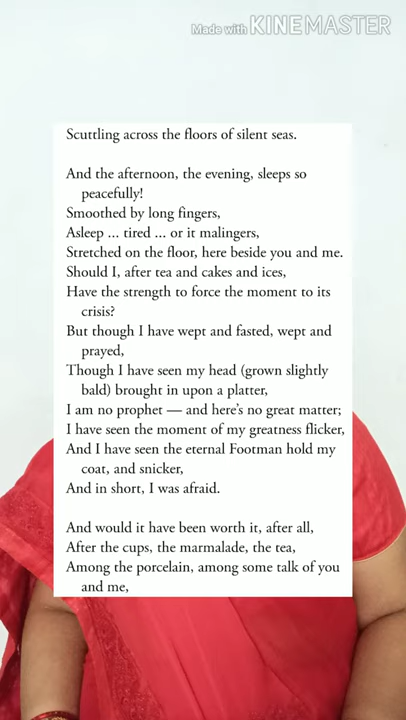 Made with KINEMASTER
Scuttling across the floors of silent seas.
And the afternoon, the evening, sleeps so
peacefully!
Smoothed by long fingers,
Asleep ... tired ... or it malingers,
Stretched on the floor, here beside you and me.
Should I, after tea and cakes and ices,
Have the strength to force the moment to its
crisis?
But though I have wept and fasted, wept and
prayed,
Though I have seen my head (grown slightly
bald) brought in upon a platter,
I am no prophet — and here's no great matter;
I have seen the moment of my greatness flicker,
And I have seen the eternal Footman hold my
coat, and snicker,
And in short, I was afraid.
And would it have been worth it, after all,
After the cups, the marmalade, the tea,
Among the porcelain, among some talk of you
and me,